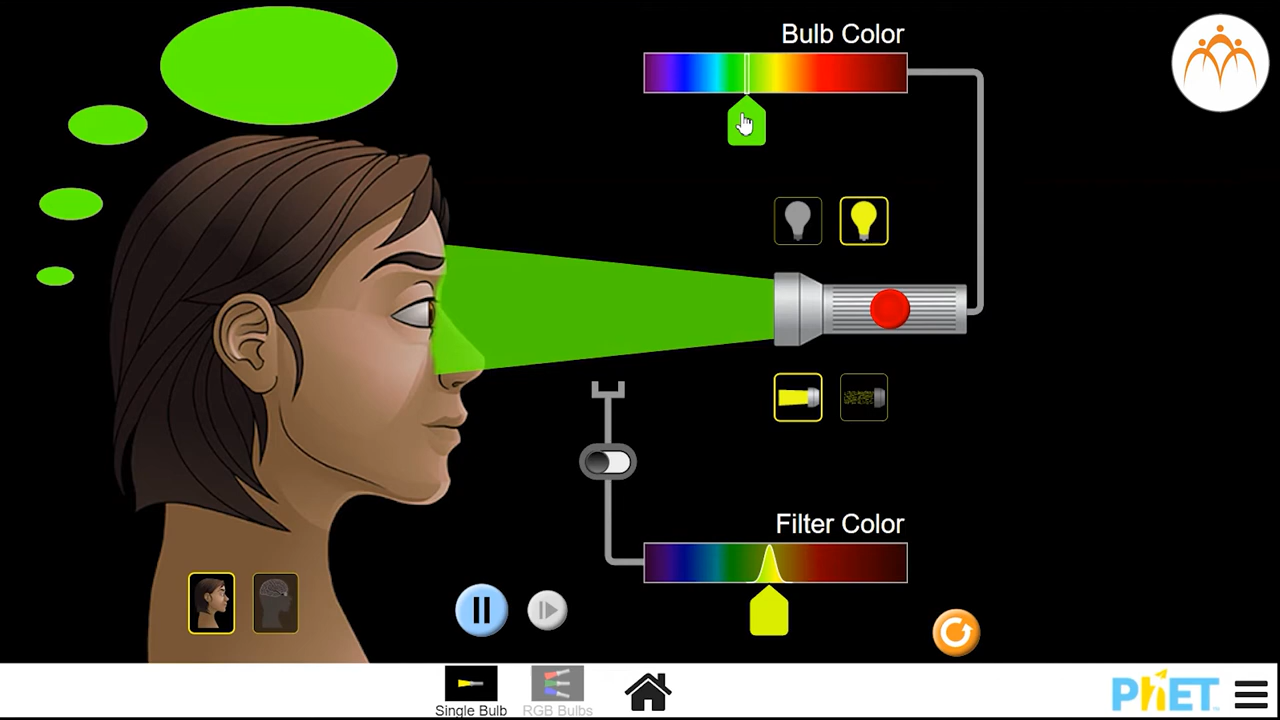 Bulb Color
Filter Color
Single Bulb
RGB Bulbs
PhET